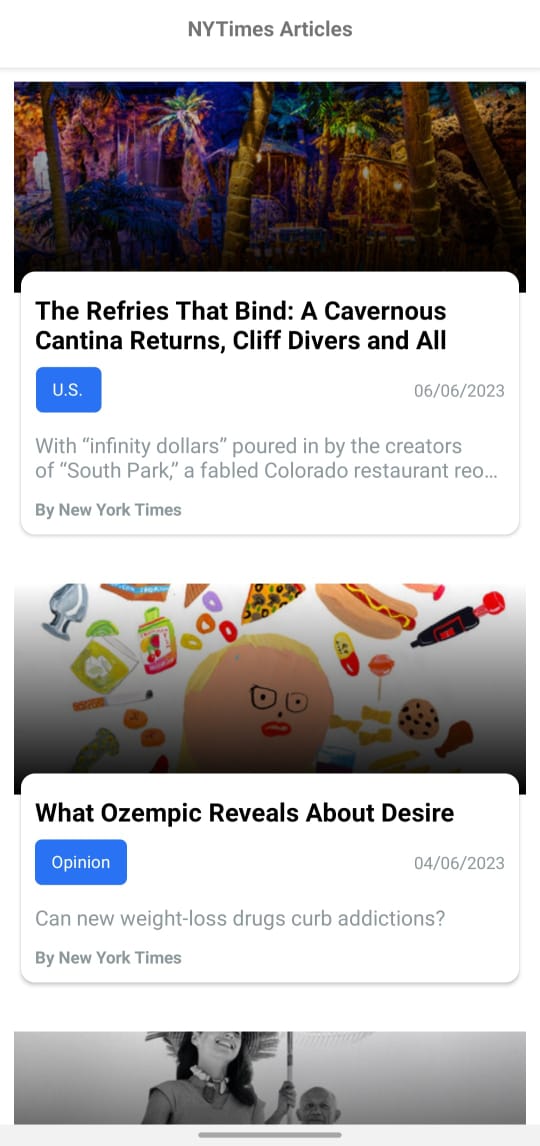 NYTimes Articles
The Refries That Bind: A Cavernous
Cantina Returns, Cliff Divers and All
U.S.
06/06/2023
With “infinity dollars” poured in by the creators
of “South Park,” a fabled Colorado restaurant reo...
By New York Times
What Ozempic Reveals About Desire
Opinion
04/06/2023
Can new weight-loss drugs curb addictions?
By New York Times